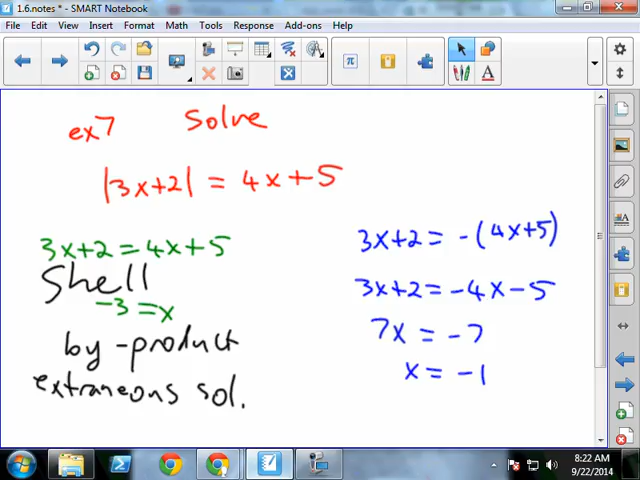 1.6.notes * - SMART Notebook
File Edit View Insert Format Math Tools Response Add-ons Help
ex7 Solve
|3x+2| = 4x+5
3x+2=4x+5
Shell
-3=x
by-product
extraneous sol.
3x+2= -(4x+5)
3x+2= -4x-5
7x = -7
x= -1
8:22 AM
9/22/2014